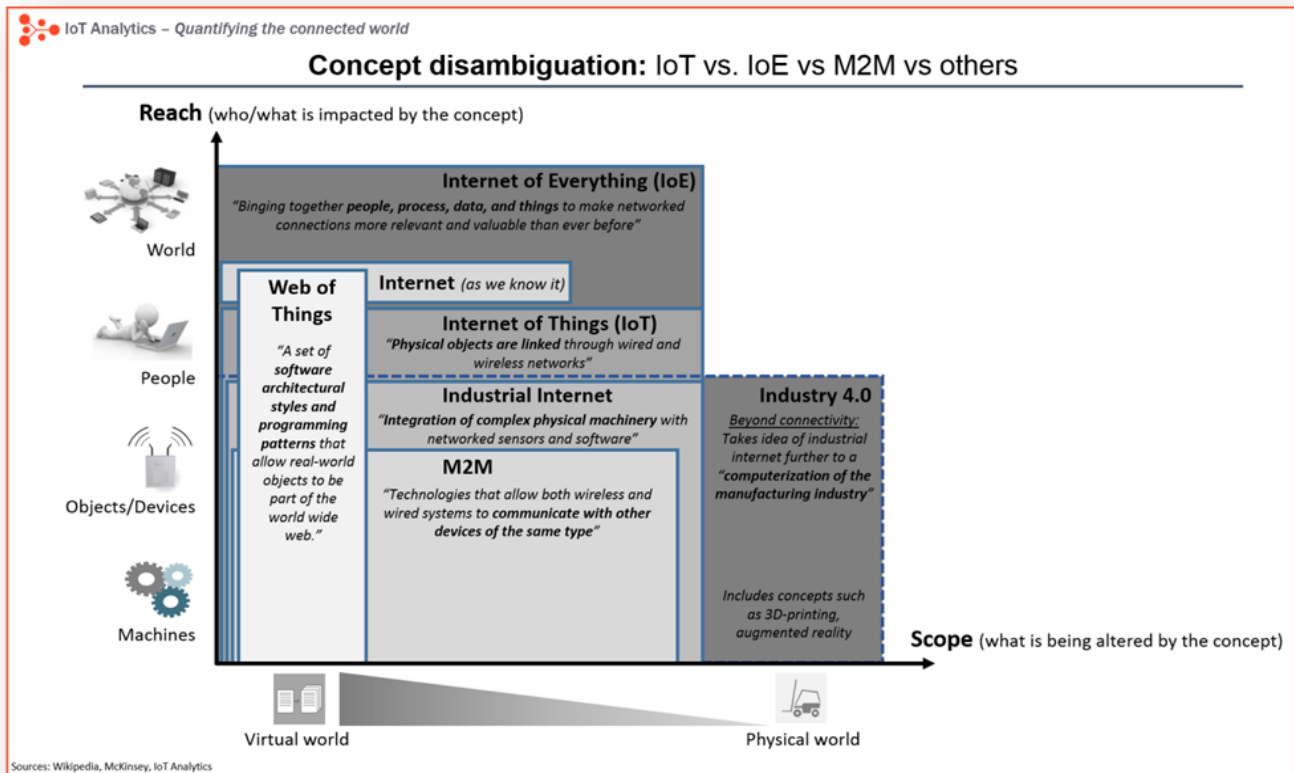 IoT Analytics – Quantifying the connected world
Concept disambiguation: IoT vs. IoE vs M2M vs others
Reach (who/what is impacted by the concept)
World
People
Objects/Devices
Machines
Internet of Everything (IoE)
“Binging together people, process, data, and things to make networked
connections more relevant and valuable than ever before”
Internet (as we know it)
Web of
Things
“A set of
software
architectural
styles and
programming
patterns that
allow real-world
objects to be
part of the
world wide
web.”
Internet of Things (IoT)
“Physical objects are linked through wired and
wireless networks”
Industrial Internet
“Integration of complex physical machinery with
networked sensors and software”
M2M
“Technologies that allow both wireless and
wired systems to communicate with other
devices of the same type”
Industry 4.0
Beyond connectivity:
Takes idea of industrial
internet further to a
“computerization of the
manufacturing industry”
Includes concepts such
as 3D-printing,
augmented reality
Scope (what is being altered by the concept)
Virtual world
Physical world
Sources: Wikipedia, McKinsey, IoT Analytics